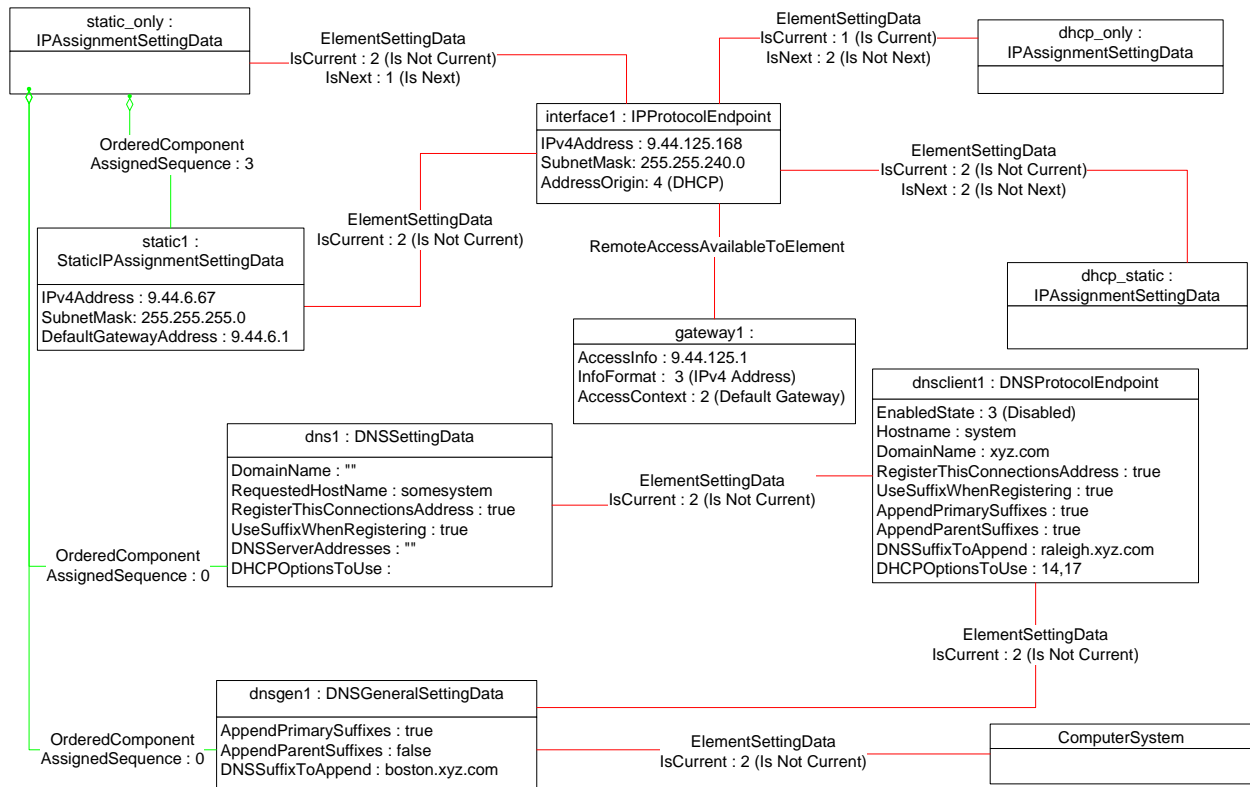 static_only :
IPAssignmentSettingData
ElementSettingData
IsCurrent : 2 (Is Not Current)
IsNext : 1 (Is Next)
ElementSettingData
IsCurrent : 1 (Is Current)
IsNext : 2 (Is Not Next)
dhcp_only :
IPAssignmentSettingData
interface1 : IPProtocolEndpoint
IPv4Address : 9.44.125.168
SubnetMask: 255.255.240.0
AddressOrigin: 4 (DHCP)
OrderedComponent
AssignedSequence : 3
ElementSettingData
IsCurrent : 2 (Is Not Current)
IsNext : 2 (Is Not Next)
ElementSettingData
IsCurrent : 2 (Is Not Current)
static1 :
StaticIPAssignmentSettingData
IPv4Address : 9.44.6.67
SubnetMask: 255.255.255.0
DefaultGatewayAddress : 9.44.6.1
RemoteAccessAvailableToElement
dhcp_static :
IPAssignmentSettingData
gateway1 :
AccessInfo : 9.44.125.1
InfoFormat :  3 (IPv4 Address)
AccessContext : 2 (Default Gateway)
dnsclient1 : DNSProtocolEndpoint
EnabledState : 3 (Disabled)
Hostname : system
DomainName : xyz.com
RegisterThisConnectionsAddress : true
UseSuffixWhenRegistering : true
AppendPrimarySuffixes : true
AppendParentSuffixes : true
DNSSuffixToAppend : raleigh.xyz.com
DHCPOptionsToUse : 14,17
dns1 : DNSSettingData
DomainName : ""
RequestedHostName : somesystem
RegisterThisConnectionsAddress : true
UseSuffixWhenRegistering : true
DNSServerAddresses : ""
DHCPOptionsToUse :
ElementSettingData
IsCurrent : 2 (Is Not Current)
OrderedComponent
AssignedSequence : 0
ElementSettingData
IsCurrent : 2 (Is Not Current)
dnsgen1 : DNSGeneralSettingData
AppendPrimarySuffixes : true
AppendParentSuffixes : false
DNSSuffixToAppend : boston.xyz.com
OrderedComponent
AssignedSequence : 0
ElementSettingData
IsCurrent : 2 (Is Not Current)
ComputerSystem